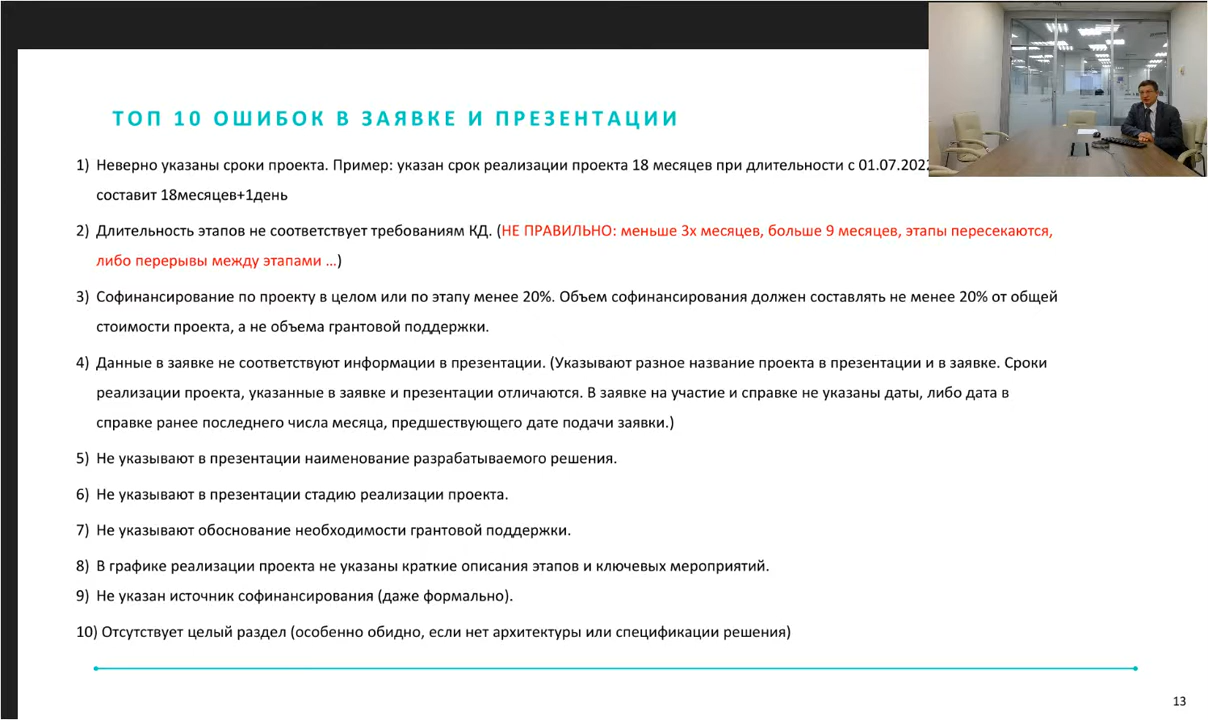 ТОП 10 ОШИБОК В ЗАЯВКЕ И ПРЕЗЕНТАЦИИ
1) Неверно указаны сроки проекта. Пример: указан срок реализации проекта 18 месяцев при длительности с
составит 18месяцев+1день
2) Длительность этапов не соответствует требованиям КД. (НЕ ПРАВИЛЬНО: меньше 3х месяцев, больше 9 месяцев, этапы пересекаются,
либо перерывы между этапами ...)
3) Софинансирование по проекту в целом или по этапу менее 20%. Объем софинансирования должен составлять не менее 20% от общей
стоимости проекта, а не объема грантовой поддержки.
4) Данные в заявке не соответствуют информации в презентации. (Указывают разное название проекта в презентации и в заявке. Сроки
реализации проекта, указанные в заявке и презентации отличаются. В заявке на участие и справке не указаны даты, либо дата в
справке ранее последнего числа месяца, предшествующего дате подачи заявки.)
5) Не указывают в презентации наименование разрабатываемого решения.
6) Не указывают в презентации стадию реализации проекта.
7) Не указывают обоснование необходимости грантовой поддержки.
8) В графике реализации проекта не указаны краткие описания этапов и ключевых мероприятий.
9) Не указан источник софинансирования (даже формально).
10) Отсутствует целый раздел (особенно обидно, если нет архитектуры или спецификации решения)
13